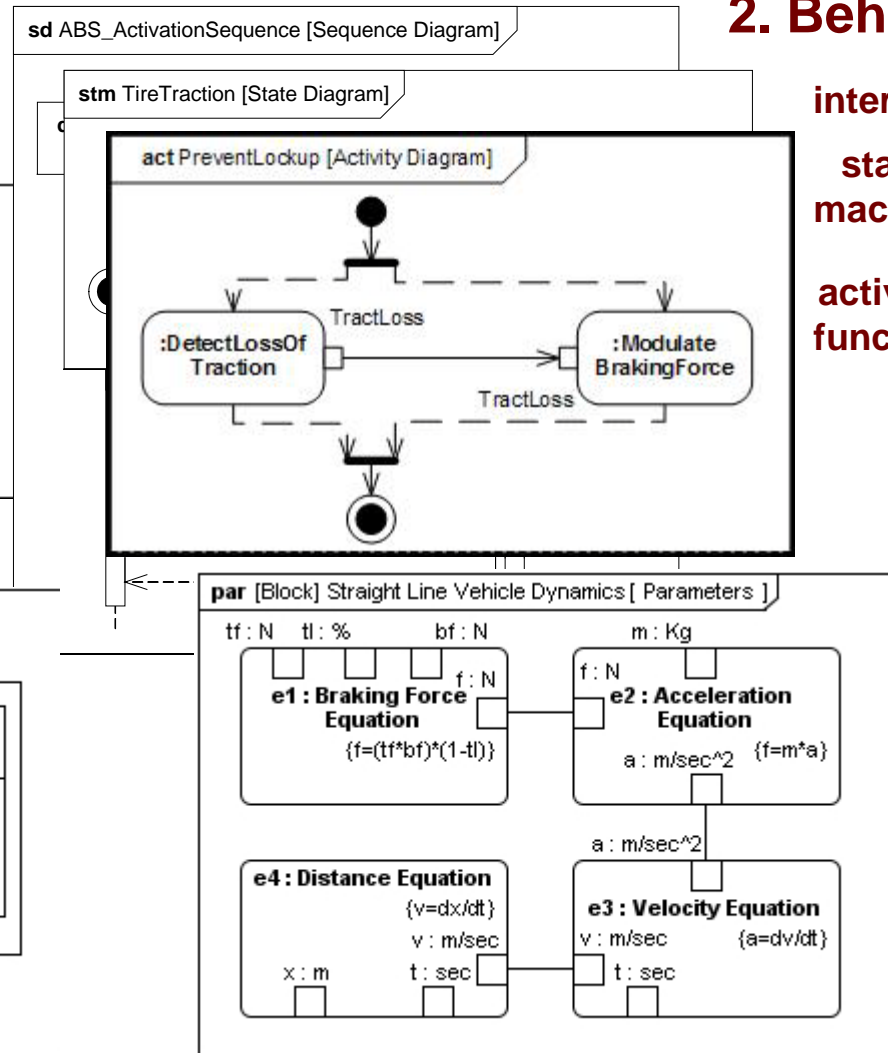 2. Beh
sd ABS_ActivationSequence [Sequence Diagram]
inter
stm TireTraction [State Diagram]
sta
mac
act PreventLockup [Activity Diagram]
activ
func
TractLoss
:DetectLossOf
Traction
:Modulate
BrakingForce
TractLoss
par [Block] Straight Line Vehicle Dynamics [ Parameters ]
tf : N
tl : %
bf : N
m : Kg
f : N
f : N
e1 : Braking Force
Equation
{f=(tf*bf)*(1-tl)}
e2 : Acceleration
Equation
{f=m*a}
a : m/sec^2
a : m/sec^2
e4 : Distance Equation
{v=dx/dt}
v : m/sec
x : m
t : sec
e3 : Velocity Equation
v : m/sec
{a=dv/dt}
t : sec